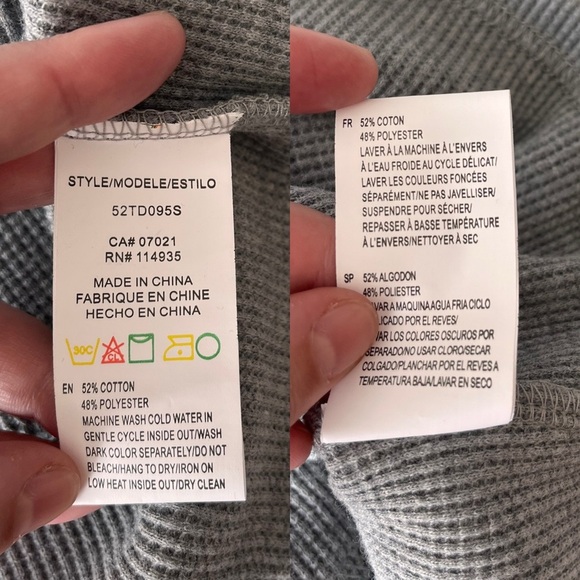 STYLE/MODELE/ESTILO
52TD095S
CA# 07021
RN# 114935
MADE IN CHINA
FABRIQUE EN CHINE
HECHO EN CHINA
30C CL
EN 52% COTTON
48% POLYESTER
MACHINE WASH COLD WATER IN
GENTLE CYCLE INSIDE OUT/WASH
DARK COLOR SEPARATELY/DO NOT
BLEACH/HANG TO DRY/IRON ON
LOW HEAT INSIDE OUT/DRY CLEAN
FR 52% COTON
48% POLYESTER
LAVER À LA MACHINE À L'ENVERS
À L'EAU FROIDE AU CYCLE DÉLICAT/
LAVER LES COULEURS FONCÉES
SÉPARÉMENT/NE PAS JAVELLISER/
SUSPENDRE POUR SÉCHER/
REPASSER À BASSE TEMPÉRATURE
À L'ENVERS/NETTOYER À SEC
SP 52% ALGODON
48% POLIESTER
VAR A MAQUINA AGUA FRIA CICLO
LICADO POR EL REVES/
VAR LOS COLORES OSCUROS POR
SEPARADO/NO USAR CLORO/SECAR
COLGADO/PLANCHAR POR EL REVES A
TEMPERATURA BAJA/LAVAR EN SECO